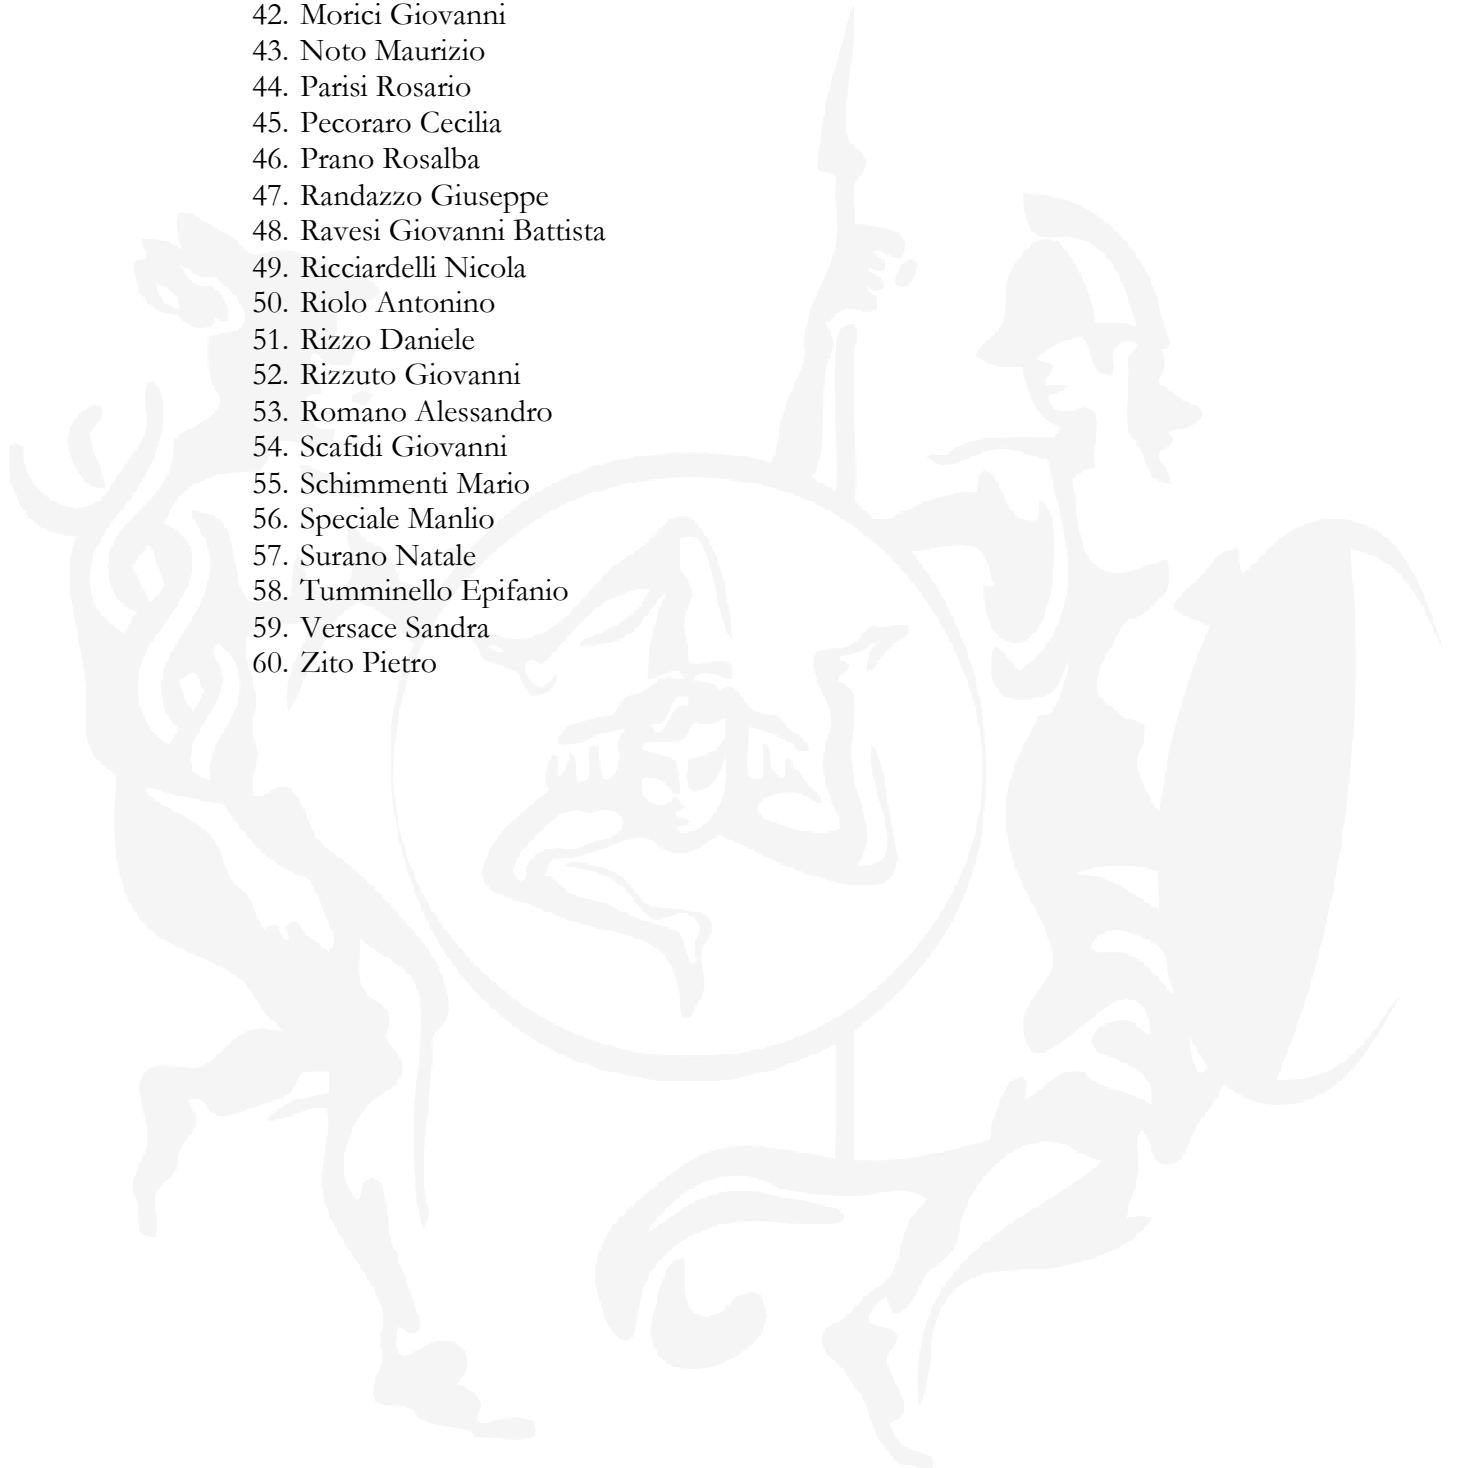 42. Morici Giovanni
43. Noto Maurizio
44. Parisi Rosario
45. Pecoraro Cecilia
46. Prano Rosalba
47. Randazzo Giuseppe
48. Ravesi Giovanni Battista
49. Ricciardelli Nicola
50. Riolo Antonino
51. Rizzo Daniele
52. Rizzuto Giovanni
53. Romano Alessandro
54. Scafidi Giovanni
55. Schimmenti Mario
56. Speciale Manlio
57. Surano Natale
58. Tumminello Epifanio
59. Versace Sandra
60. Zito Pietro